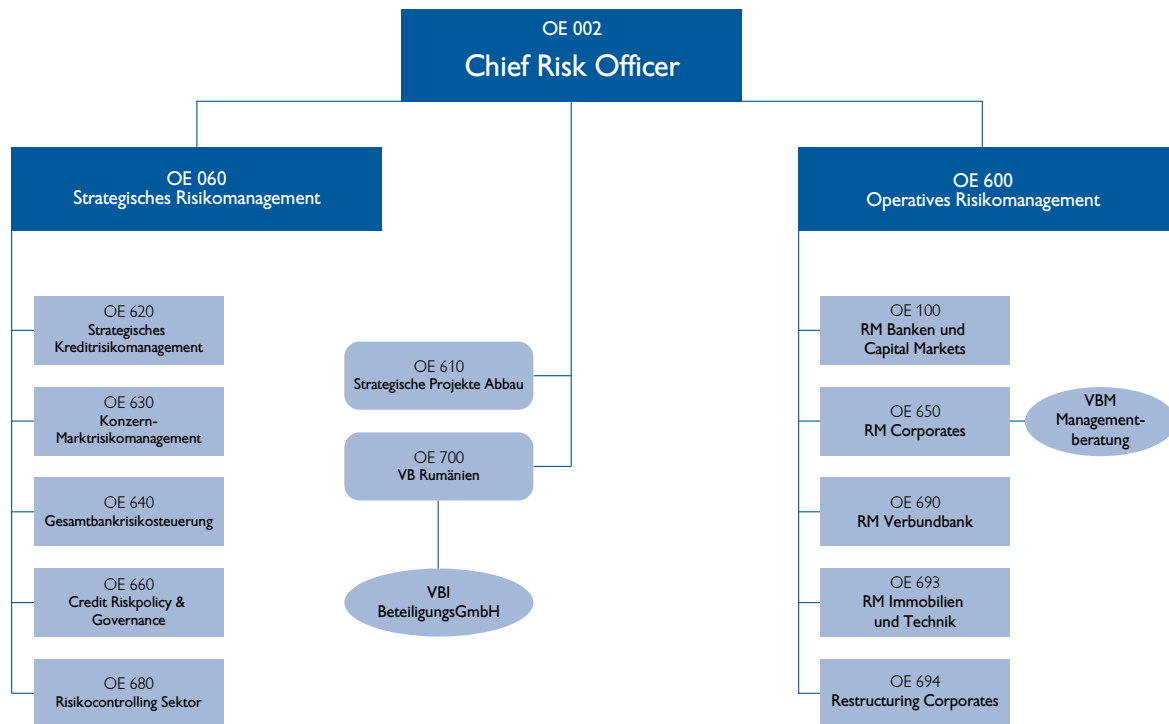 OE 002
Chief Risk Officer
OE 060
Strategisches Risikomanagement
OE 600
Operatives Risikomanagement
OE 620
Strategisches
Kreditrisikomanagement
OE 630
Konzern-
Marktrisikomanagement
OE 640
Gesamtbankrisikosteuerung
OE 660
Credit Riskpolicy &
Governance
OE 680
Risikocontrolling Sektor
OE 610
Strategische Projekte Abbau
OE 700
VB Rumänien
VBI
BeteiligungsGmbH
OE 100
RM Banken und
Capital Markets
OE 650
RM Corporates
VBM
Management-
beratung
OE 690
RM Verbundbank
OE 693
RM Immobilien
und Technik
OE 694
Restructuring Corporates